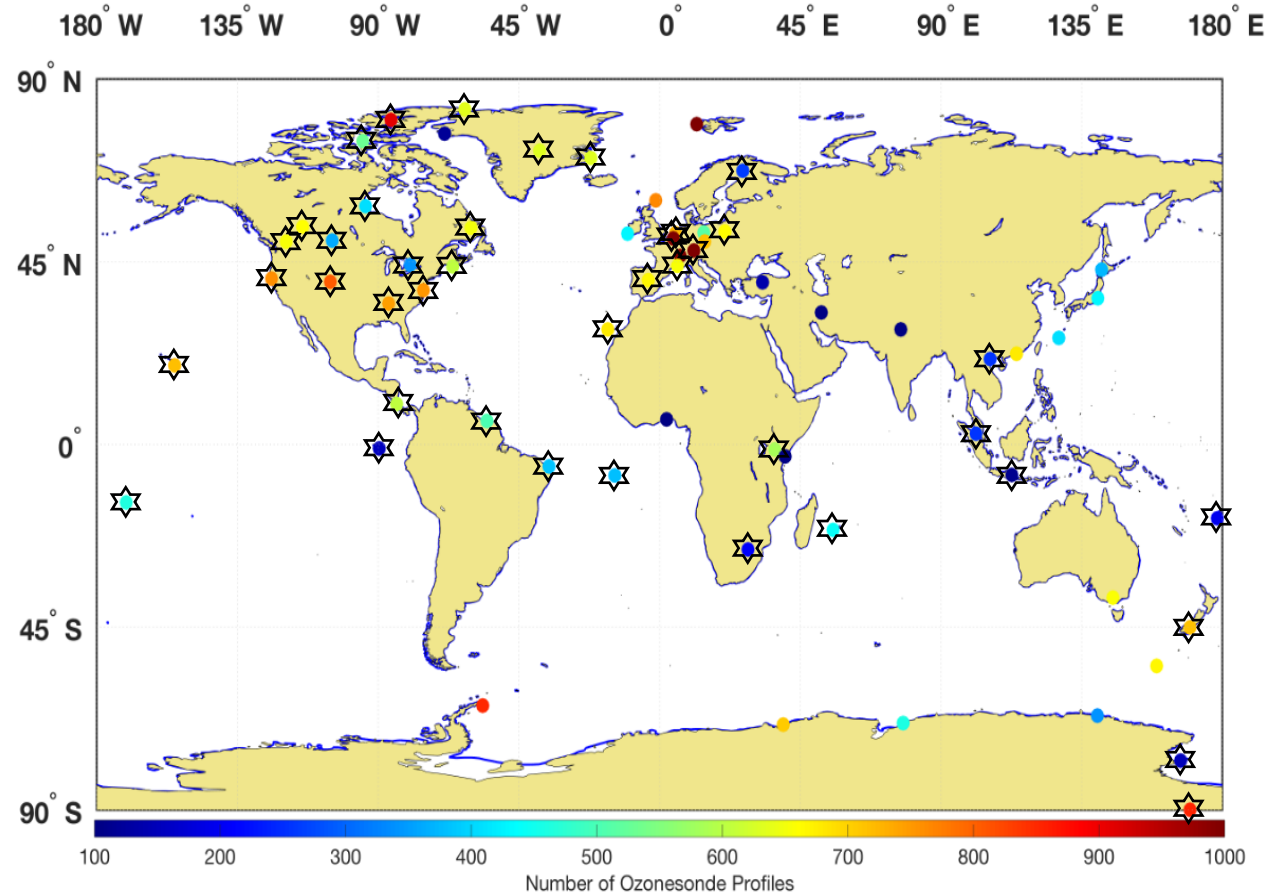 180° W 135° W 90° W 45° W 0° 45° E 90° E 135° E 180° E
90° N
45° N
0°
45° S
90° S
100 200 300 400 500 600 700 800 900 1000
Number of Ozonesonde Profiles